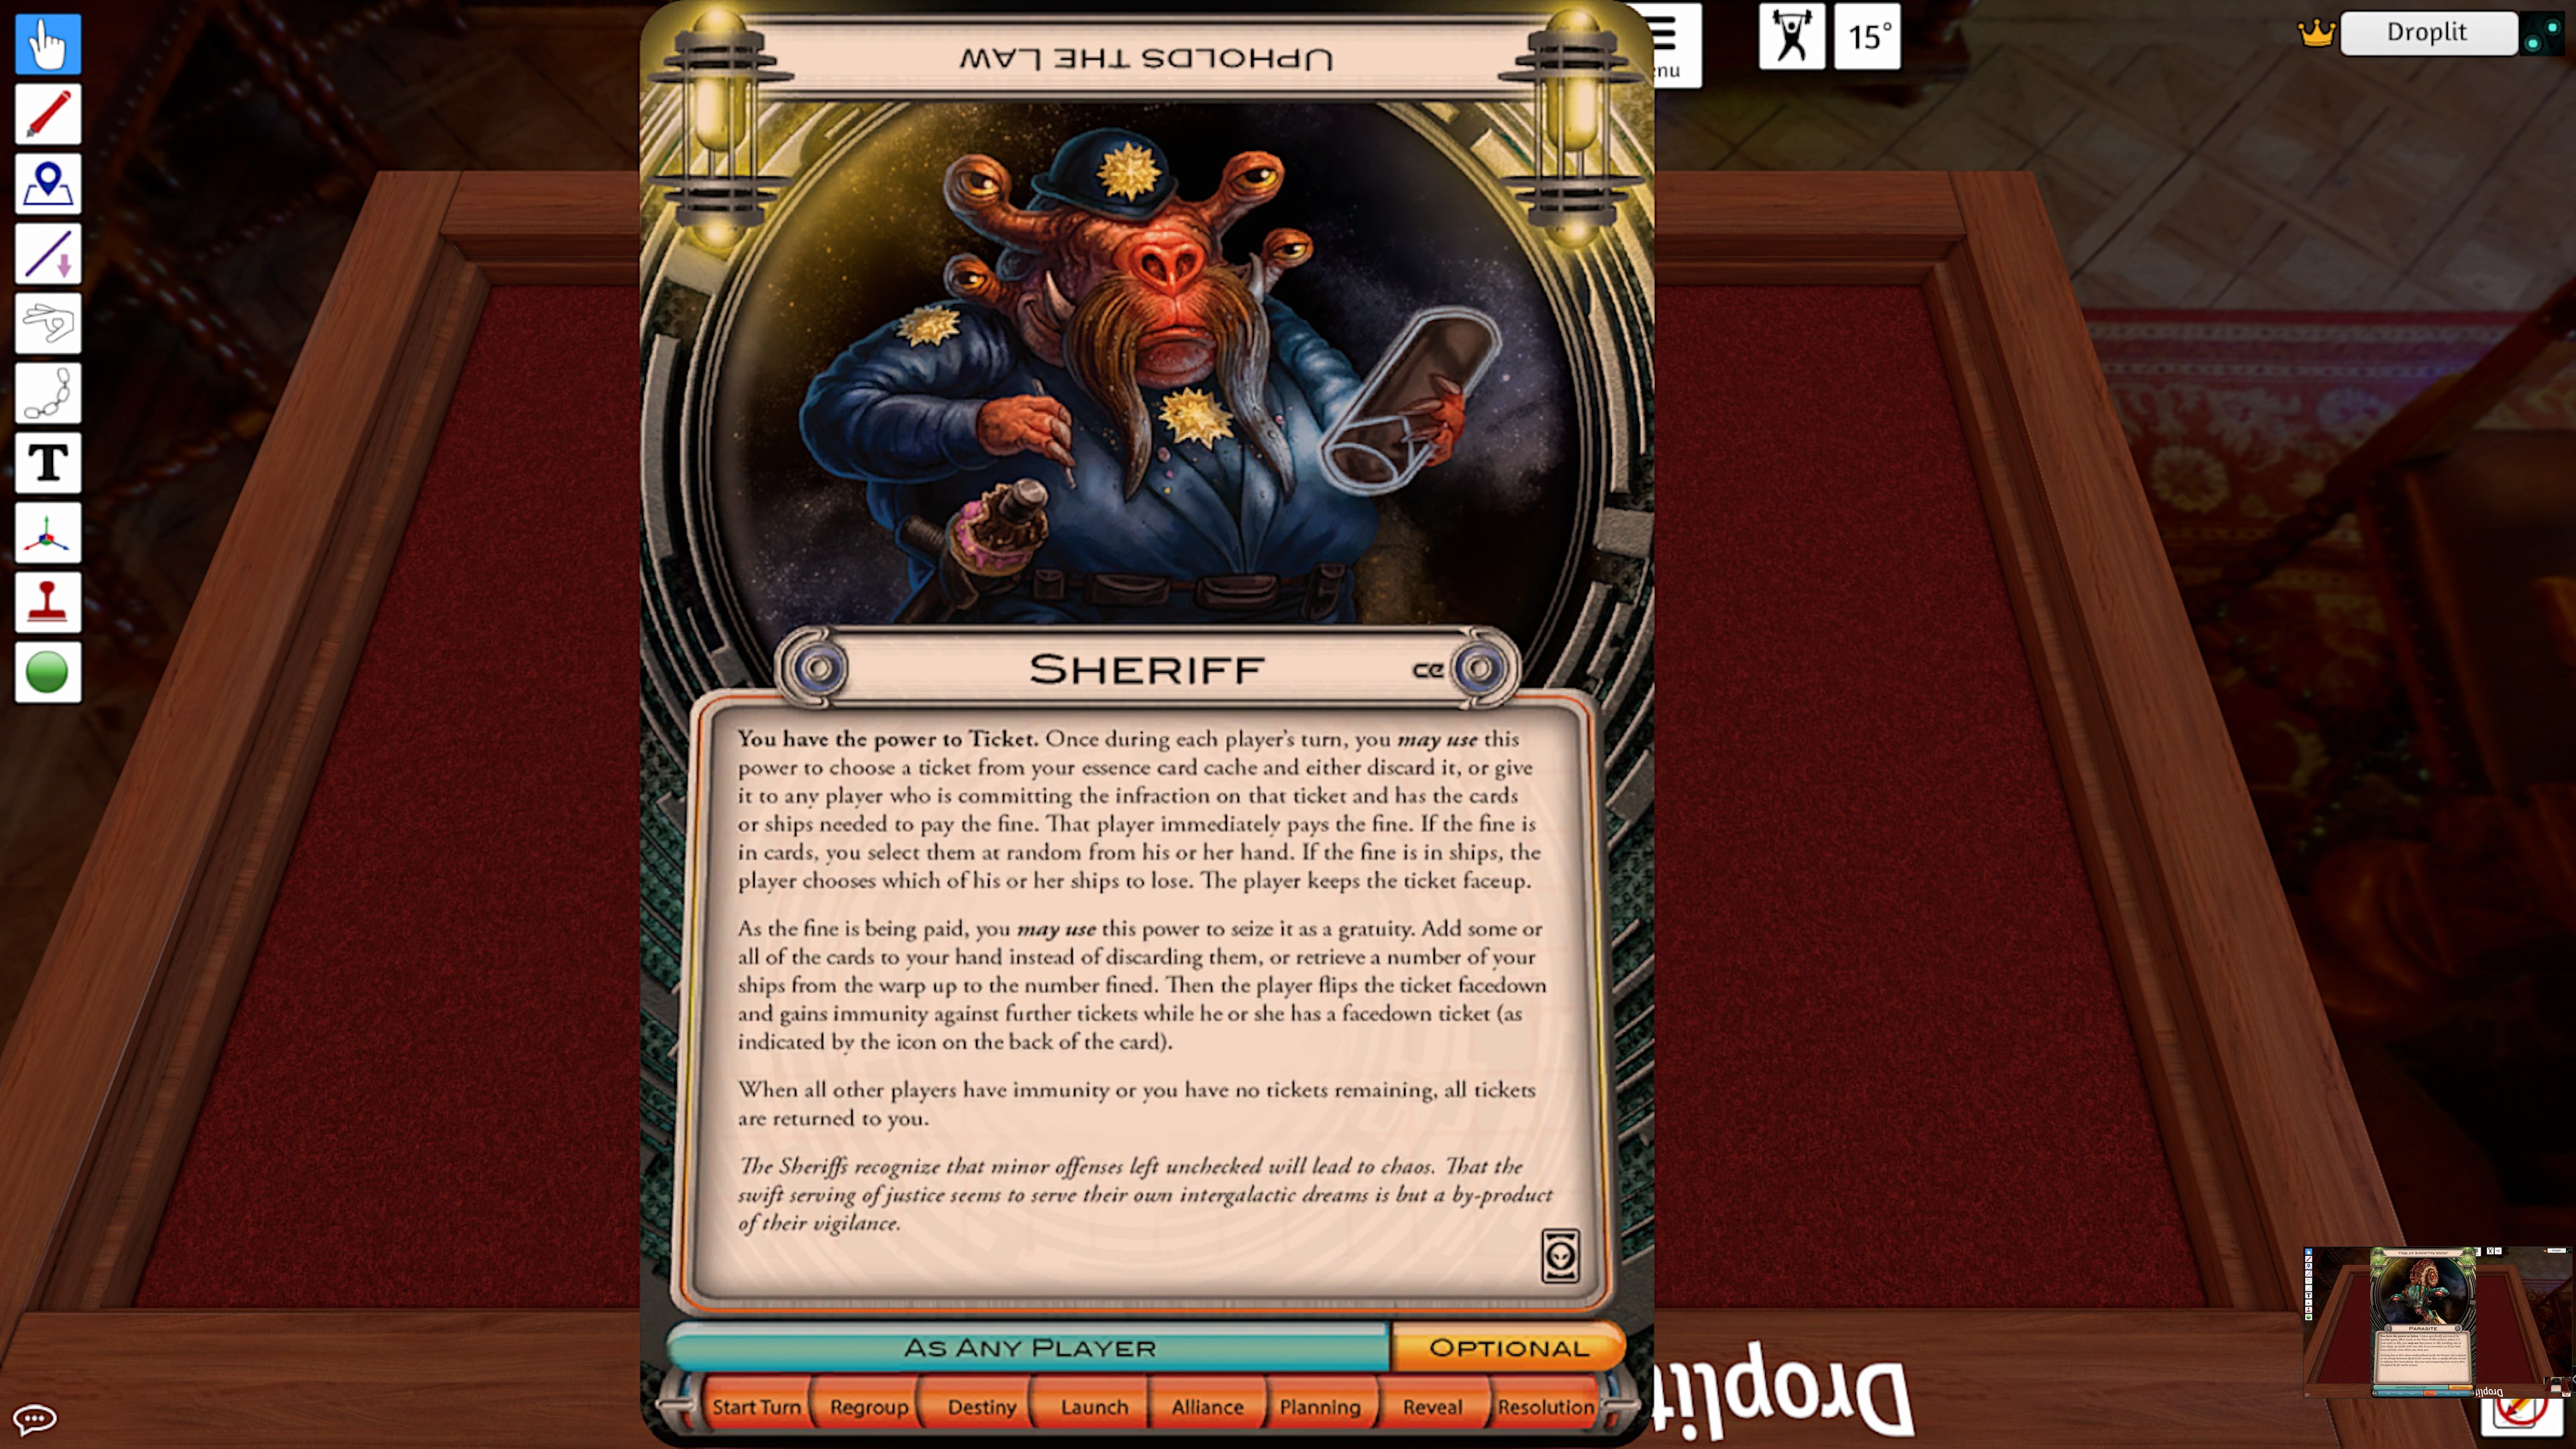 UPHOLDS THE LAW
enu
15°
Droplit
T
SHERIFF
ce
You have the power to Ticket. Once during each player's turn, you may use this
power to choose a ticket from your essence card cache and either discard it, or give
it to any player who is committing the infraction on that ticket and has the cards
or ships needed to pay the fine. That player immediately pays the fine. If the fine is
in cards, you select them at random from his or her hand. If the fine is in ships, the
player chooses which of his or her ships to lose. The player keeps the ticket faceup.
As the fine is being paid, you may use this power to seize it as a gratuity. Add some or
all of the cards to your hand instead of discarding them, or retrieve a number of your
ships from the warp up to the number fined. Then the player flips the ticket facedown
and gains immunity against further tickets while he or she has a facedown ticket (as
indicated by the icon on the back of the card).
When all other players have immunity or you have no tickets remaining, all tickets
are returned to you.
The Sheriffs recognize that minor offenses left unchecked will lead to chaos. That the
swift serving of justice seems to serve their own intergalactic dreams is but a by-product
of their vigilance.
AS ANY PLAYER
OPTIONAL
Start Turn
Regroup
Destiny
Launch
Alliance
Planning
Reveal
Resolution
Droplit
PARASITE